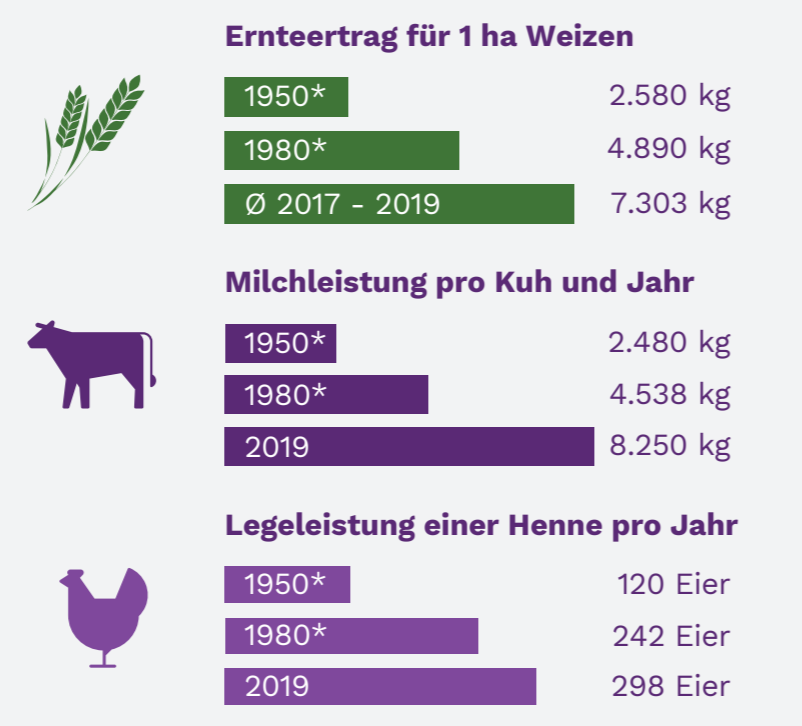 Ernteertrag für 1 ha Weizen
1950* 2.580 kg
1980* 4.890 kg
Ø 2017 - 2019 7.303 kg
Milchleistung pro Kuh und Jahr
1950* 2.480 kg
1980* 4.538 kg
2019 8.250 kg
Legeleistung einer Henne pro Jahr
1950* 120 Eier
1980* 242 Eier
2019 298 Eier